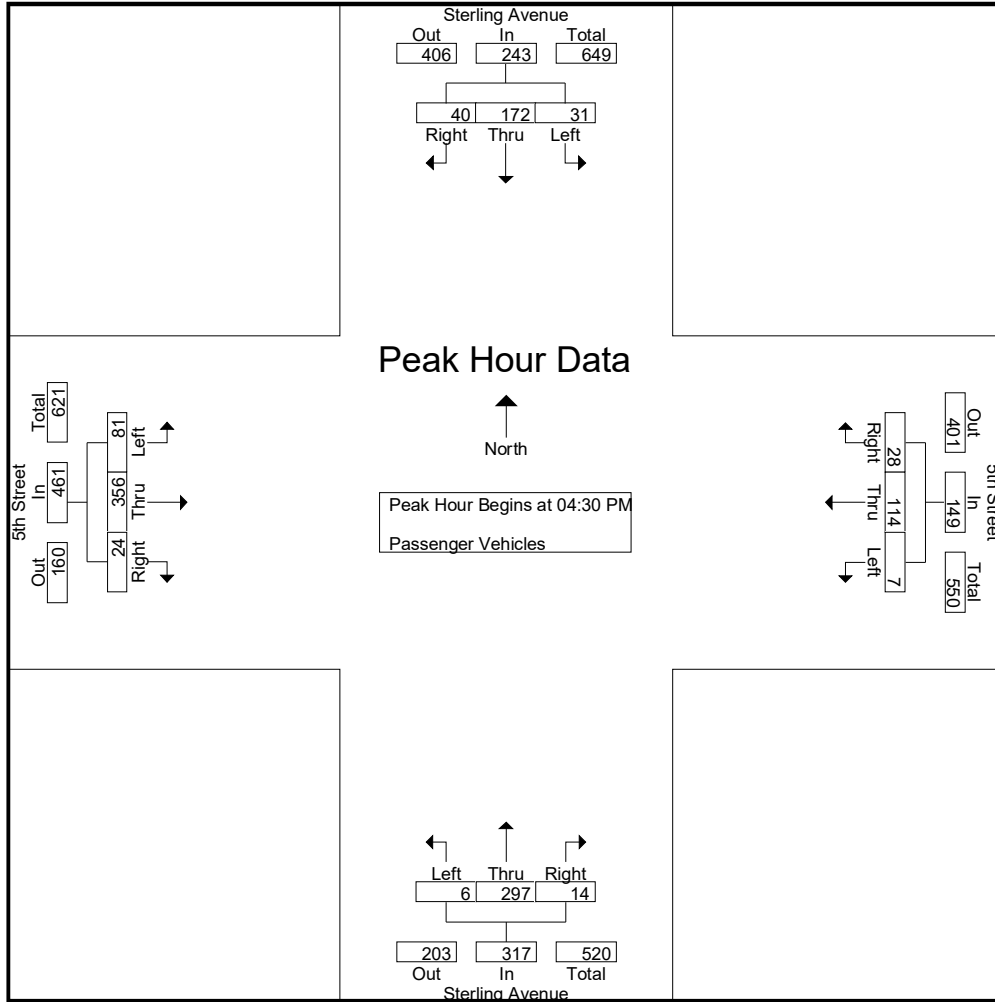 Sterling Avenue
Out In Total
406 243 649
40 172 31
Right Thru Left
Peak Hour Data
North
Peak Hour Begins at 04:30 PM
Passenger Vehicles
5th Street
Total In Out
621 461 160
81 356 24
Left Thru Right
5th Street
Out In Total
401 149 550
28 114 7
Right Thru Left
Left Thru Right
6 297 14
203 317 520
Out In Total
Sterling Avenue